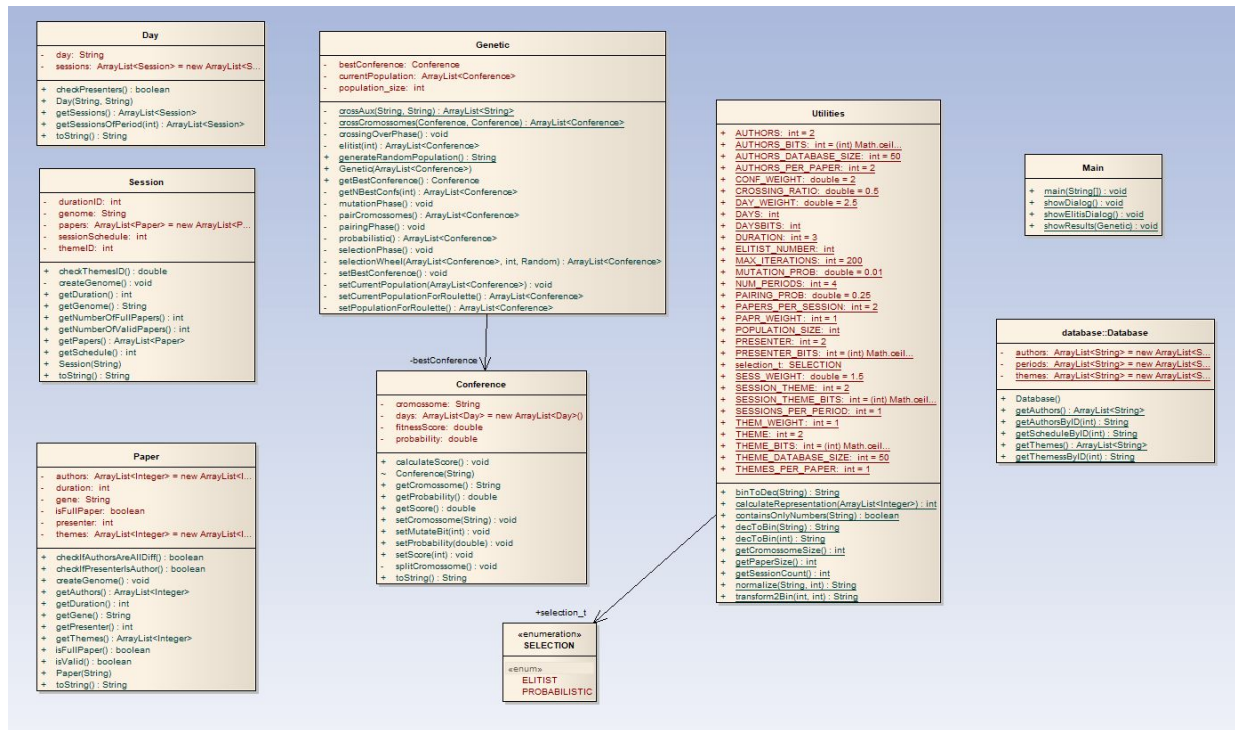 Day
- day: String
- sessions: ArrayList<Session> = new ArrayList<S...
+ checkPresenters() : boolean
+ Day(String, String)
+ getSessions() : ArrayList<Session>
+ getSessionsOfPeriod(int) : ArrayList<Session>
+ toString() : String
Session
- durationID: int
- genome: String
- papers: ArrayList<Paper> = new ArrayList<P...
- sessionSchedule: int
- themeID: int
+ checkThemesID() : double
- createGenome() : void
+ getDuration() : int
+ getGenome() : String
+ getNumberOfFullPapers() : int
+ getNumberOfValidPapers() : int
+ getPapers() : ArrayList<Paper>
+ getSchedule() : int
+ Session(String)
+ toString() : String
Paper
- authors: ArrayList<Integer> = new ArrayList<I...
- duration: int
- gene: String
- isFullPaper: boolean
- presenter: int
- themes: ArrayList<Integer> = new ArrayList<I...
+ checkIfAuthorsAreAllDiff() : boolean
+ checkIfPresenterIsAuthor() : boolean
+ createGenome() : void
+ getAuthors() : ArrayList<Integer>
+ getDuration() : int
+ getGene() : String
+ getPresenter() : int
+ getThemes() : ArrayList<Integer>
+ isFullPaper() : boolean
+ isValid() : boolean
+ Paper(String)
+ toString() : String
Genetic
- bestConference: Conference
- currentPopulation: ArrayList<Conference>
- population_size: int
- crossAux(String, String) : ArrayList<String>
- crossCromossomes(Conference, Conference) : ArrayList<Conference>
- crossingOverPhase() : void
- elitist(int) : ArrayList<Conference>
+ generateRandomPopulation() : String
+ Genetic(ArrayList<Conference>)
+ getBestConference() : Conference
- getNBestConfs(int) : ArrayList<Conference>
- mutationPhase() : void
- pairCromossomes() : ArrayList<Conference>
- pairingPhase() : void
- probabilistic() : ArrayList<Conference>
- selectionPhase() : void
- selectionWheel(ArrayList<Conference>, int, Random) : ArrayList<Conference>
- setBestConference() : void
- setCurrentPopulation(ArrayList<Conference>) : void
- setCurrentPopulationForRoulette() : ArrayList<Conference>
- setPopulationForRoulette() : ArrayList<Conference>
-bestConference
Conference
- cromossome: String
- days: ArrayList<Day> = new ArrayList<Day>()
- fitnessScore: double
- probability: double
+ calculateScore() : void
~ Conference(String)
+ getCromossome() : String
+ getProbability() : double
+ getScore() : double
+ setCromossome(String) : void
+ setMutateBit(int) : void
+ setProbability(double) : void
+ setScore(int) : void
- splitCromossome() : void
+ toString() : String
+selection_t
«enumeration»
SELECTION
«enum»
ELITIST
PROBABILISTIC
Utilities
+ AUTHORS: int = 2
+ AUTHORS_BITS: int = (int) Math.ceil...
+ AUTHORS_DATABASE_SIZE: int = 50
+ AUTHORS_PER_PAPER: int = 2
+ CONF_WEIGHT: double = 2
+ CROSSING_RATIO: double = 0.5
+ DAY_WEIGHT: double = 2.5
+ DAYS: int
+ DAYSBITS: int
+ DURATION: int = 3
+ ELITIST_NUMBER: int
+ MAX_ITERATIONS: int = 200
+ MUTATION_PROB: double = 0.01
+ NUM_PERIODS: int = 4
+ PAIRING_PROB: double = 0.25
+ PAPERS_PER_SESSION: int = 2
+ PAPR_WEIGHT: int = 1
+ POPULATION_SIZE: int
+ PRESENTER: int = 2
+ PRESENTER_BITS: int = (int) Math.ceil...
+ selection_t: SELECTION
+ SESS_WEIGHT: double = 1.5
+ SESSION_THEME: int = 2
+ SESSION_THEME_BITS: int = (int) Math.ceil...
+ SESSIONS_PER_PERIOD: int = 1
+ THEM_WEIGHT: int = 1
+ THEME: int = 2
+ THEME_BITS: int = (int) Math.ceil...
+ THEME_DATABASE_SIZE: int = 50
+ THEMES_PER_PAPER: int = 1
+ binToDec(String) : String
+ calculateRepresentation(ArrayList<Integer>) : int
+ containsOnlyNumbers(String) : boolean
+ decToBin(String) : String
+ decToBin(int) : String
+ getCromossomeSize() : int
+ getPaperSize() : int
+ getSessionCount() : int
+ normalize(String, int) : String
+ transform2Bin(int, int) : String
Main
+ main(String[]) : void
+ showDialog() : void
+ showElitisDialog() : void
+ showResults(Genetic) : void
database::Database
- authors: ArrayList<String> = new ArrayList<S...
- periods: ArrayList<String> = new ArrayList<S...
- themes: ArrayList<String> = new ArrayList<S...
+ Database()
+ getAuthors() : ArrayList<String>
+ getAuthorsByID(int) : String
+ getScheduleByID(int) : String
+ getThemes() : ArrayList<String>
+ getThemessByID(int) : String